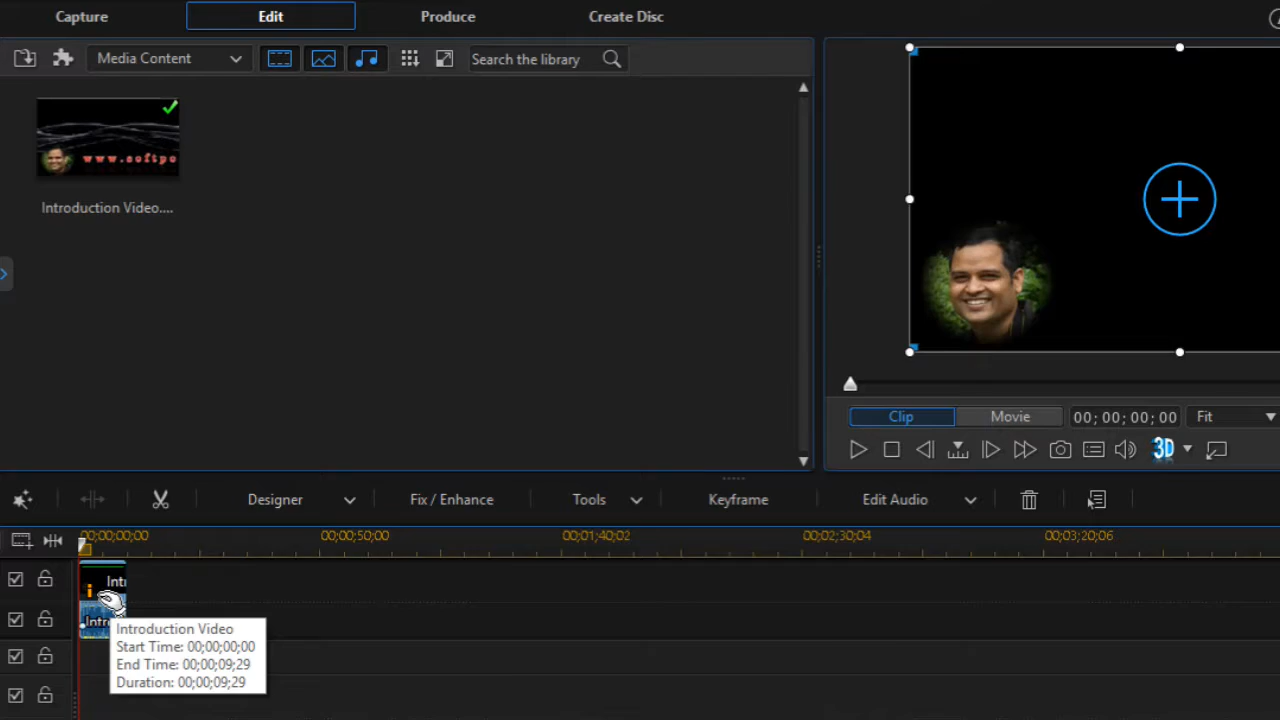 Capture
Edit
Produce
Create Disc
Media Content
Search the library
www.softpo
Introduction Video....
Clip
Movie
00; 00; 00; 00
Fit
3D
Designer
Fix / Enhance
Tools
Keyframe
Edit Audio
00;00;00;00
00;00;50;00
00;01;40;02
00;02;30;04
00;03;20;06
Intr
Intr
Introduction Video
Start Time: 00;00;00;00
End Time: 00;00;09;29
Duration: 00;00;09;29